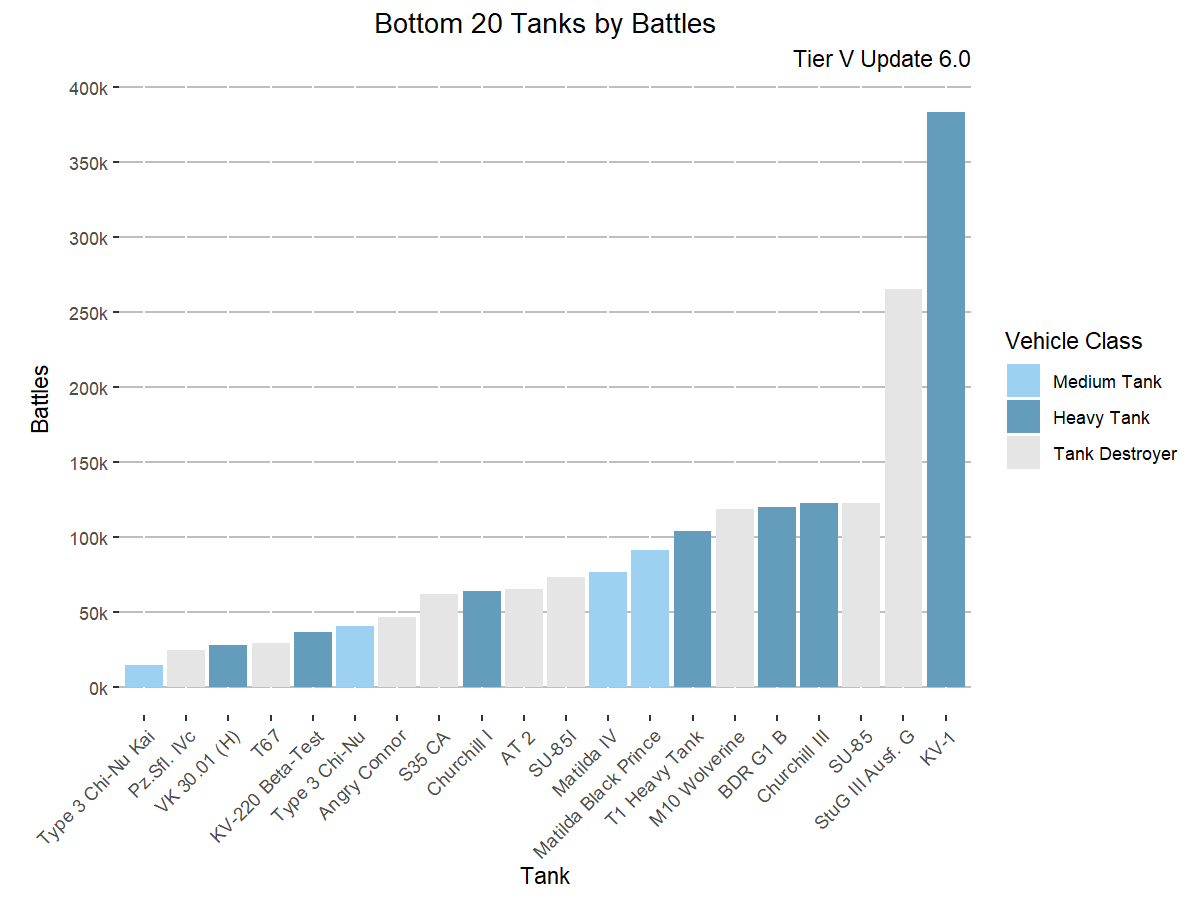 Bottom 20 Tanks by Battles
Tier V Update 6.0
400k
350k
300k
250k
200k
150k
100k
50k
0k
Battles
Type 3 Chi-Nu Kai
Pz.Sfl. IVc
VK 30.01 (H)
T67
KV-220 Beta-Test
Type 3 Chi-Nu
Angry Connor
S35 CA
Churchill I
AT 2
SU-85I
Matilda IV
Matilda Black Prince
T1 Heavy Tank
M10 Wolverine
BDR G1 B
Churchill III
SU-85
StuG III Ausf. G
KV-1
Tank
Vehicle Class
Medium Tank
Heavy Tank
Tank Destroyer